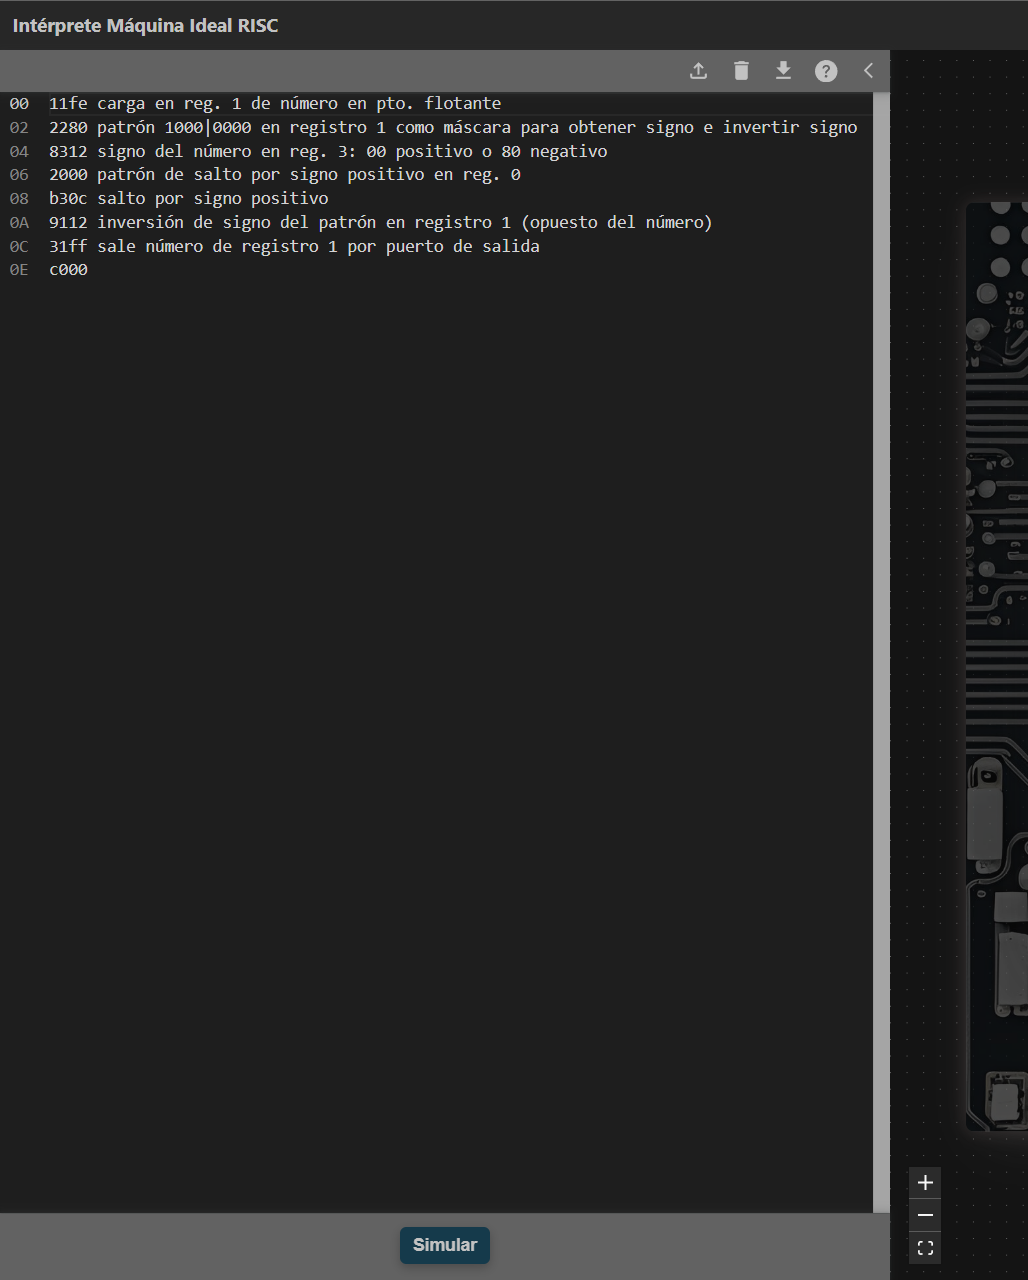 Intérprete Máquina Ideal RISC
00 11fe carga en reg. 1 de número en pto. flotante
02 2280 patrón 1000|0000 en registro 1 como máscara para obtener signo e invertir signo
04 8312 signo del número en reg. 3: 00 positivo o 80 negativo
06 2000 patrón de salto por signo positivo en reg. 0
08 b30c salto por signo positivo
0A 9112 inversión de signo del patrón en registro 1 (opuesto del número)
0C 31ff sale número de registro 1 por puerto de salida
0E c000
Simular